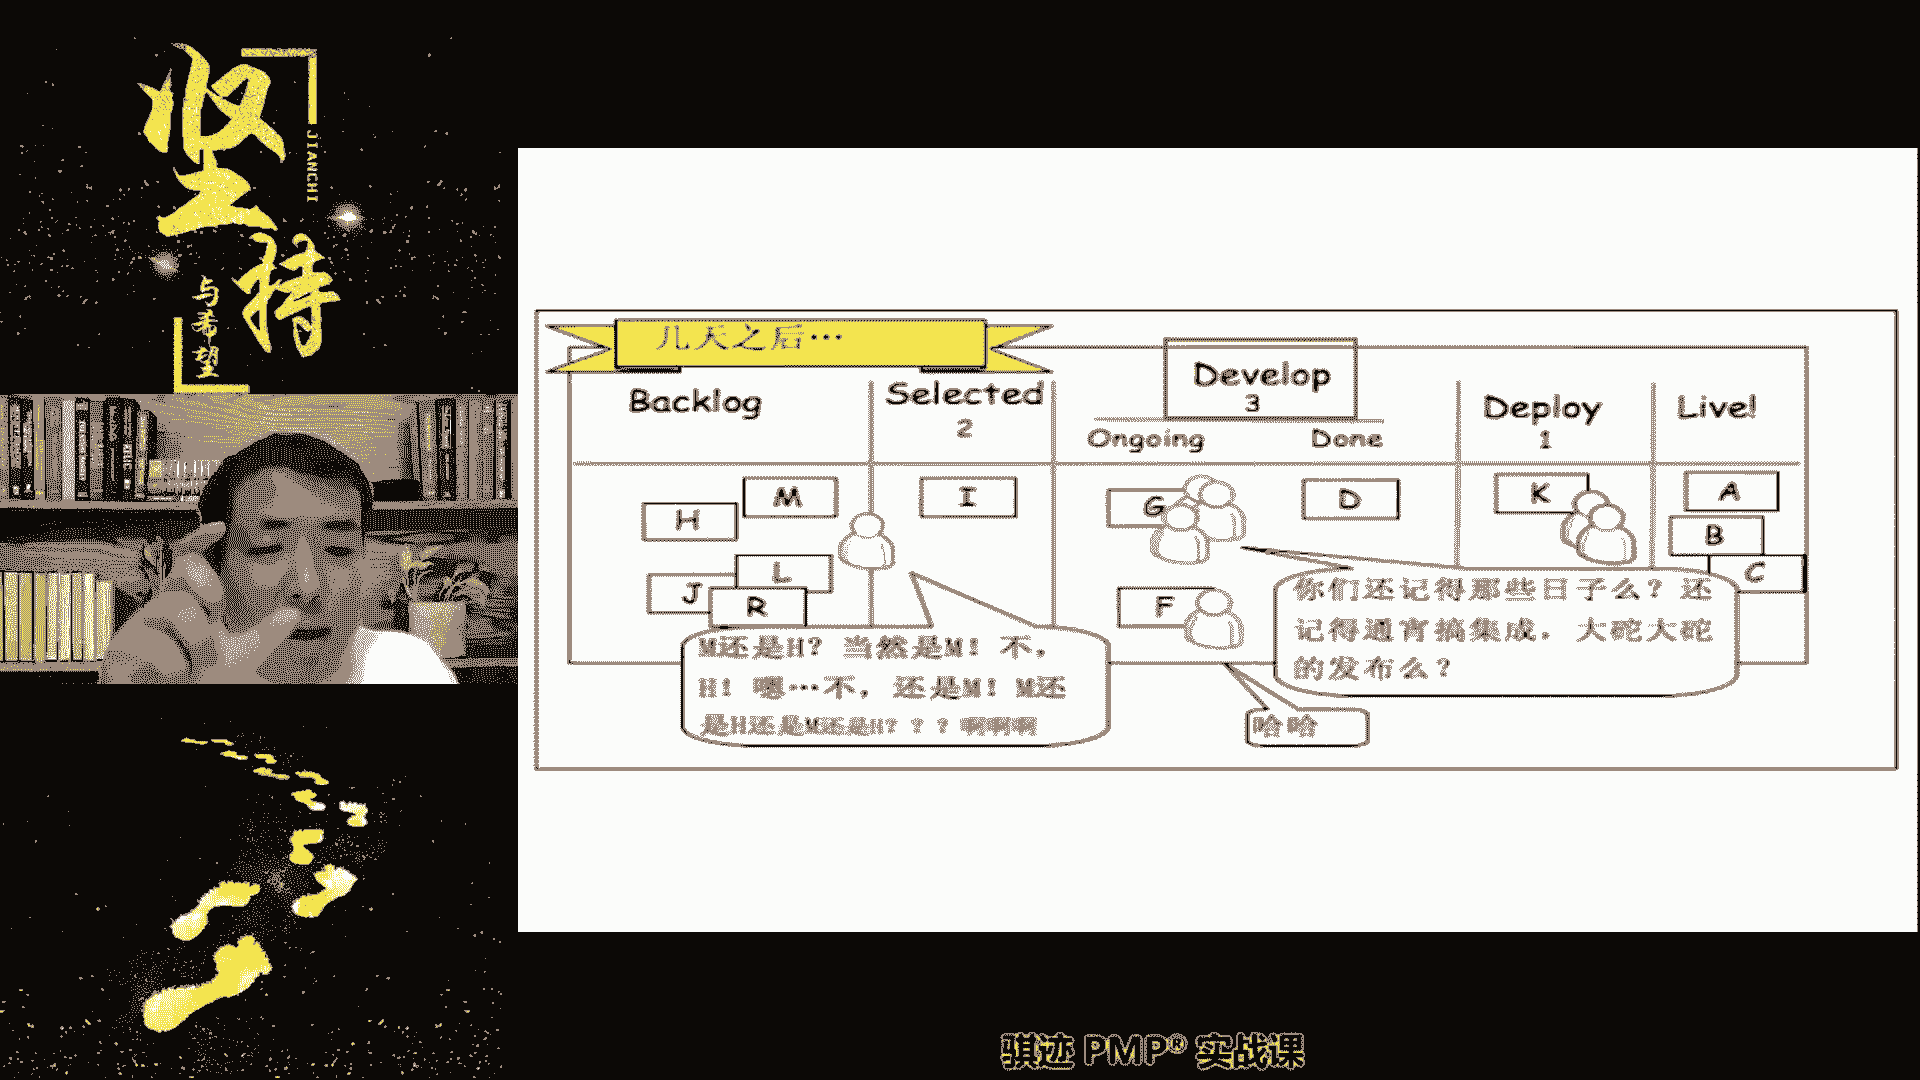 坚持
JIANCHI
与希望
几天之后…
Backlog
Selected
2
Develop
3
Ongoing
Done
Deploy
1
Live!
H
M
J
L
R
I
G
D
F
K
A
B
C
M还是H？当然是M！不，
H！嗯…不，还是M！M还
是H还是M还是H？？？啊啊啊
你们还记得那些日子么？还
记得通宵搞集成，大砣大砣
的发布么？
哈哈
骐迹 PMP® 实战课